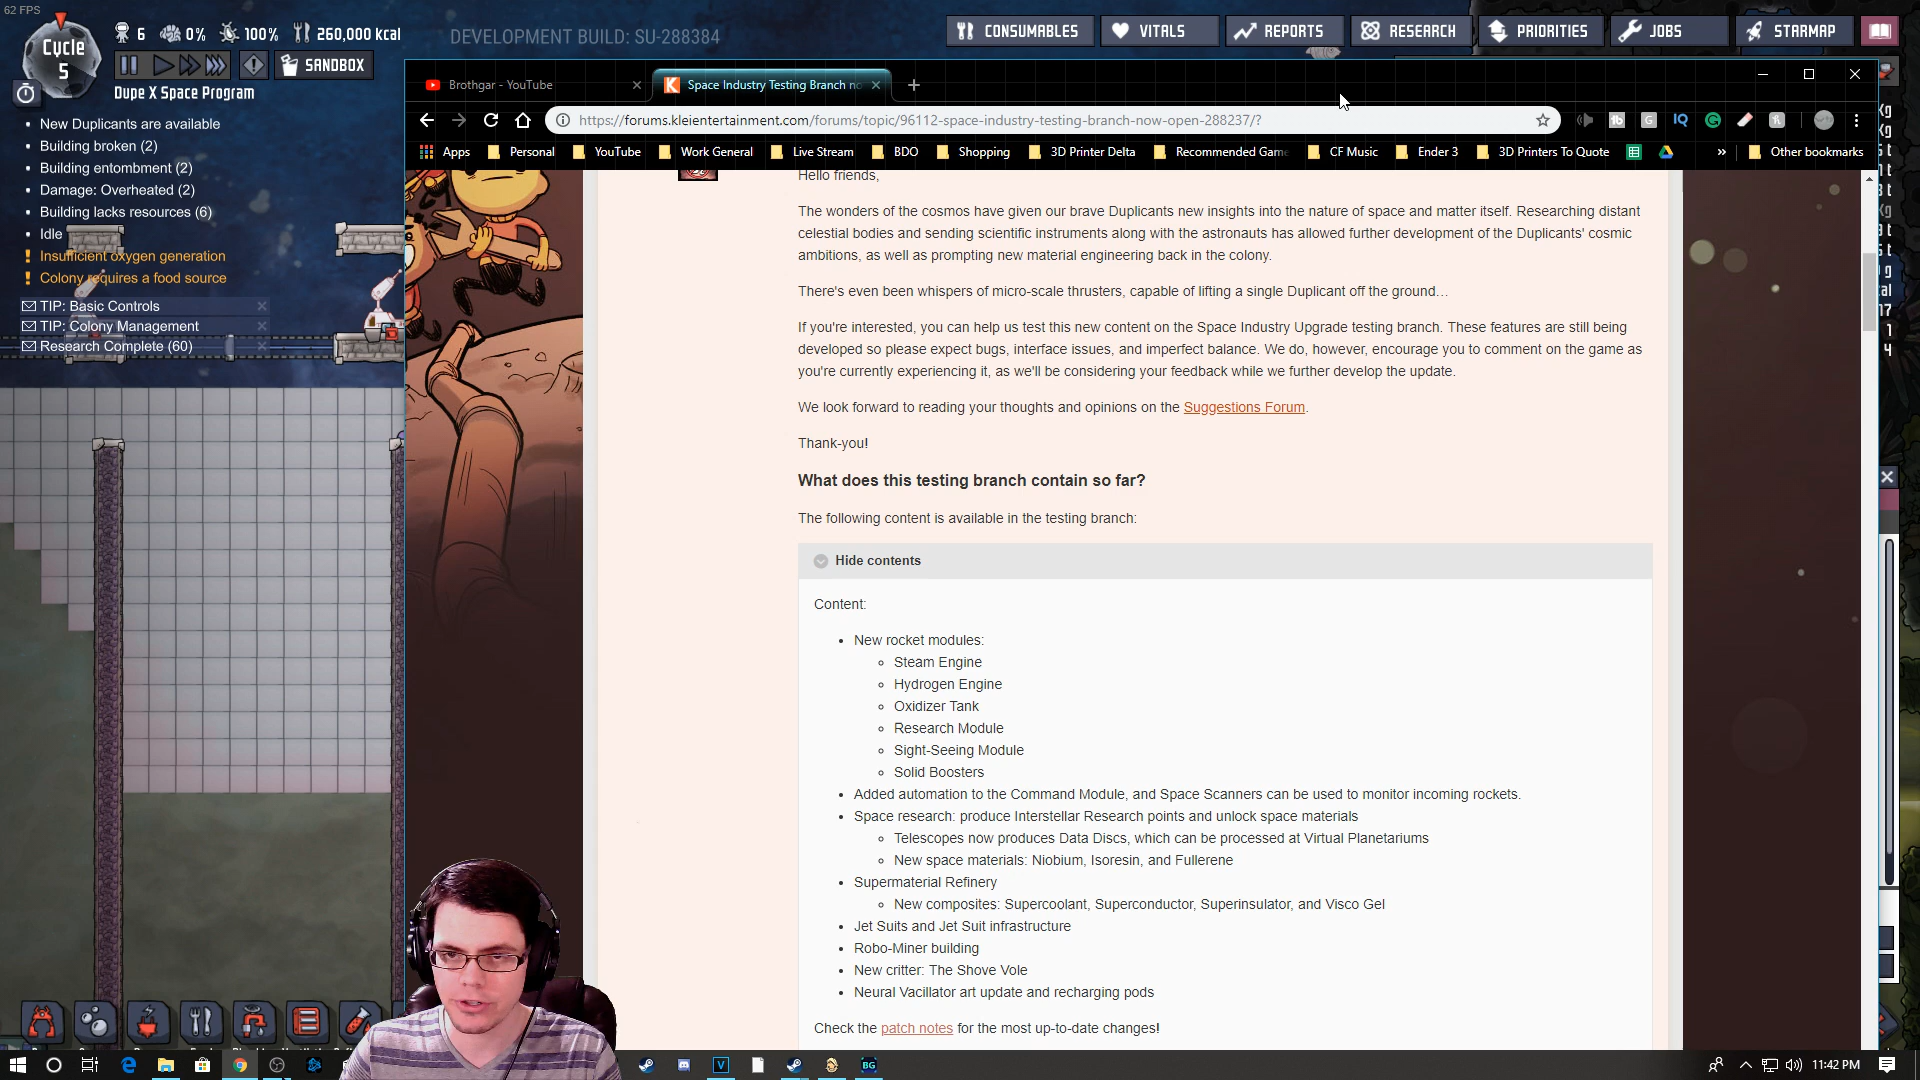 62 FPS
Cycle
5
6 0% 100% 260,000 kcal
DEVELOPMENT BUILD: SU-288384
CONSUMABLES VITALS REPORTS RESEARCH PRIORITIES JOBS STARMAP
SANDBOX
Dupe X Space Program
• New Duplicants are available
• Building broken (2)
• Building entombment (2)
• Damage: Overheated (2)
• Building lacks resources (6)
• Idle
! Insufficient oxygen generation
! Colony requires a food source
TIP: Basic Controls
TIP: Colony Management
Research Complete (60)
Brothgar - YouTube
Space Industry Testing Branch no
https://forums.kleientertainment.com/forums/topic/96112-space-industry-testing-branch-now-open-288237/?
Apps Personal YouTube Work General Live Stream BDO Shopping 3D Printer Delta Recommended Game CF Music Ender 3 3D Printers To Quote » Other bookmarks
Hello friends,
The wonders of the cosmos have given our brave Duplicants new insights into the nature of space and matter itself. Researching distant
celestial bodies and sending scientific instruments along with the astronauts has allowed further development of the Duplicants' cosmic
ambitions, as well as prompting new material engineering back in the colony.
There's even been whispers of micro-scale thrusters, capable of lifting a single Duplicant off the ground…
If you're interested, you can help us test this new content on the Space Industry Upgrade testing branch. These features are still being
developed so please expect bugs, interface issues, and imperfect balance. We do, however, encourage you to comment on the game as
you're currently experiencing it, as we'll be considering your feedback while we further develop the update.
We look forward to reading your thoughts and opinions on the Suggestions Forum.
Thank-you!
What does this testing branch contain so far?
The following content is available in the testing branch:
Hide contents
Content:
• New rocket modules:
◦ Steam Engine
◦ Hydrogen Engine
◦ Oxidizer Tank
◦ Research Module
◦ Sight-Seeing Module
◦ Solid Boosters
• Added automation to the Command Module, and Space Scanners can be used to monitor incoming rockets.
• Space research: produce Interstellar Research points and unlock space materials
◦ Telescopes now produces Data Discs, which can be processed at Virtual Planetariums
◦ New space materials: Niobium, Isoresin, and Fullerene
• Supermaterial Refinery
◦ New composites: Supercoolant, Superconductor, Superinsulator, and Visco Gel
• Jet Suits and Jet Suit infrastructure
• Robo-Miner building
• New critter: The Shove Vole
• Neural Vacillator art update and recharging pods
Check the patch notes for the most up-to-date changes!
11:42 PM